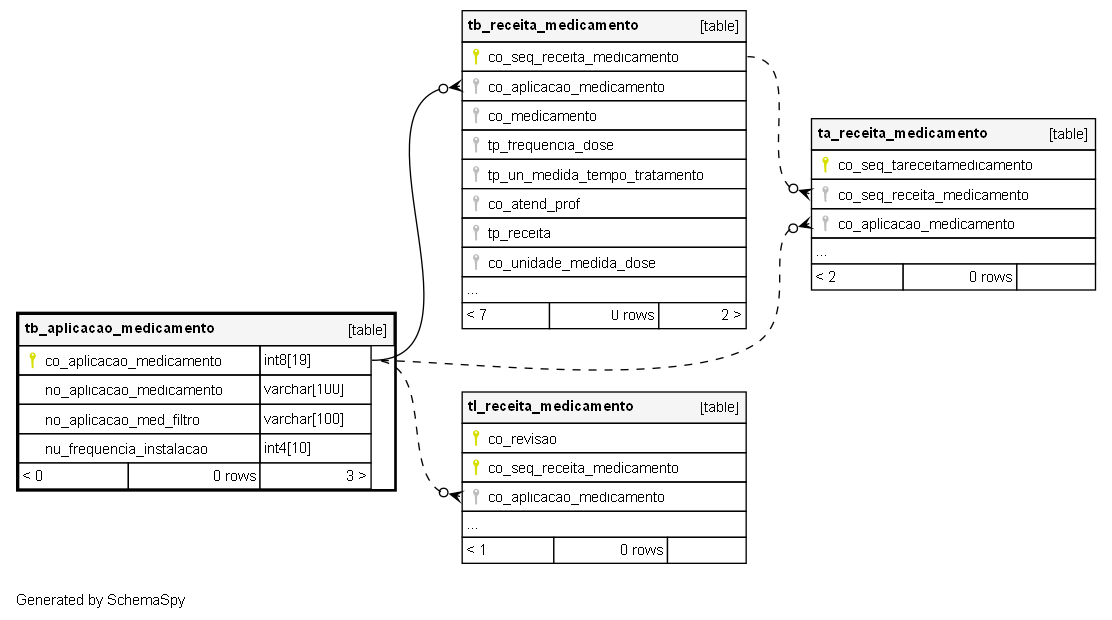 tb_receita_medicamento [table]
co_seq_receita_medicamento
co_aplicacao_medicamento
co_medicamento
tp_frequencia_dose
tp_un_medida_tempo_tratamento
co_atend_prof
tp_receita
co_unidade_medida_dose
...
< 7 0 rows 2 >
ta_receita_medicamento [table]
co_seq_tareceitamedicamento
co_seq_receita_medicamento
co_aplicacao_medicamento
...
< 2 0 rows
tb_aplicacao_medicamento [table]
co_aplicacao_medicamento int8[19]
no_aplicacao_medicamento varchar[100]
no_aplicacao_med_filtro varchar[100]
nu_frequencia_instalacao int4[10]
< 0 0 rows 3 >
tl_receita_medicamento [table]
co_revisao
co_seq_receita_medicamento
co_aplicacao_medicamento
...
< 1 0 rows
Generated by SchemaSpy